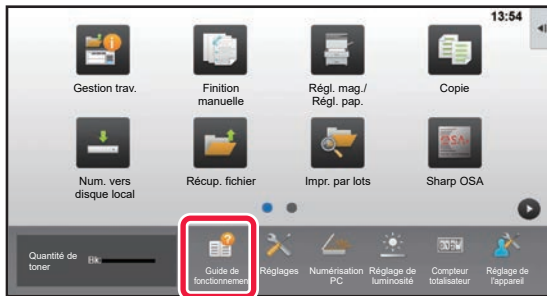 13:54
Gestion trav.
Finition
manuelle
Régl. mag./
Régl. pap.
Copie
Num. vers
disque local
Récup. fichier
Impr. par lots
Sharp OSA
OSA
Quantité de
toner
Bk:
Guide de
fonctionnemen
Réglages
Numérisation
PC
Réglage de
luminosité
Compteur
totalisateur
Réglage de
l'appareil